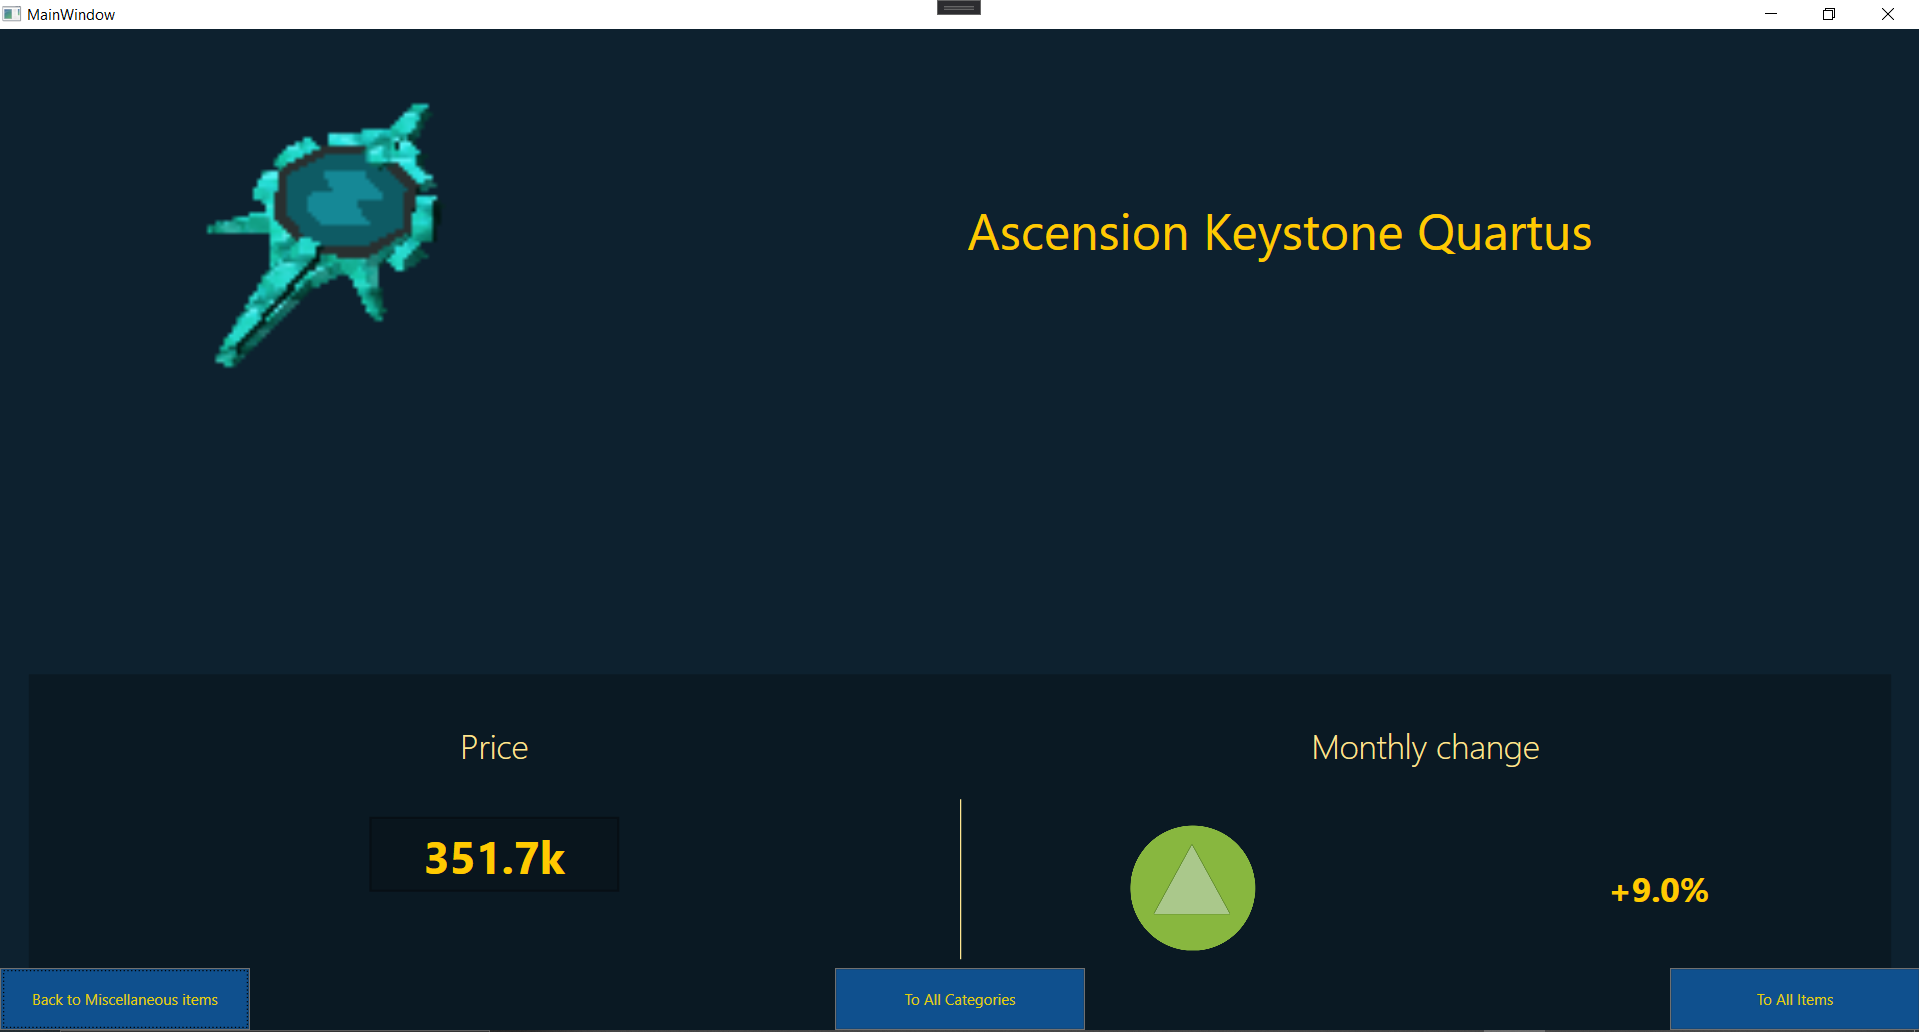 MainWindow
Ascension Keystone Quartus
Price
Monthly change
351.7k
+9.0%
Back to Miscellaneous items
To All Categories
To All Items